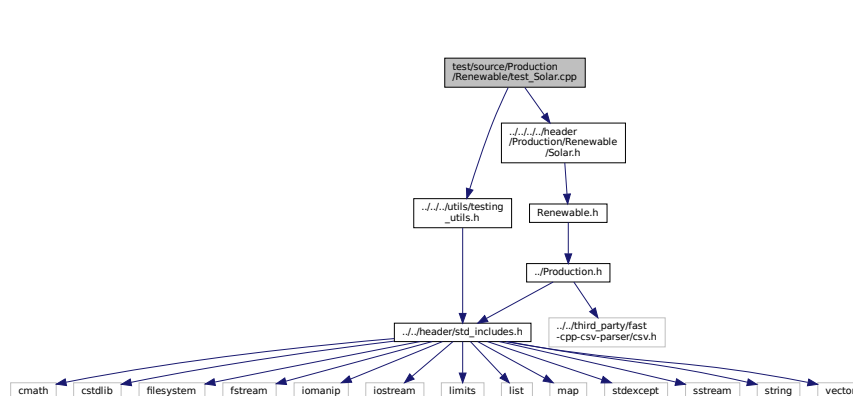 test/source/Production
/Renewable/test_Solar.cpp
../../../../header
/Production/Renewable
/Solar.h
../../../utils/testing
_utils.h
Renewable.h
../Production.h
../../header/std_includes.h
../../third_party/fast
-cpp-csv-parser/csv.h
cmath
cstdlib
filesystem
fstream
iomanip
iostream
limits
list
map
stdexcept
sstream
string
vector